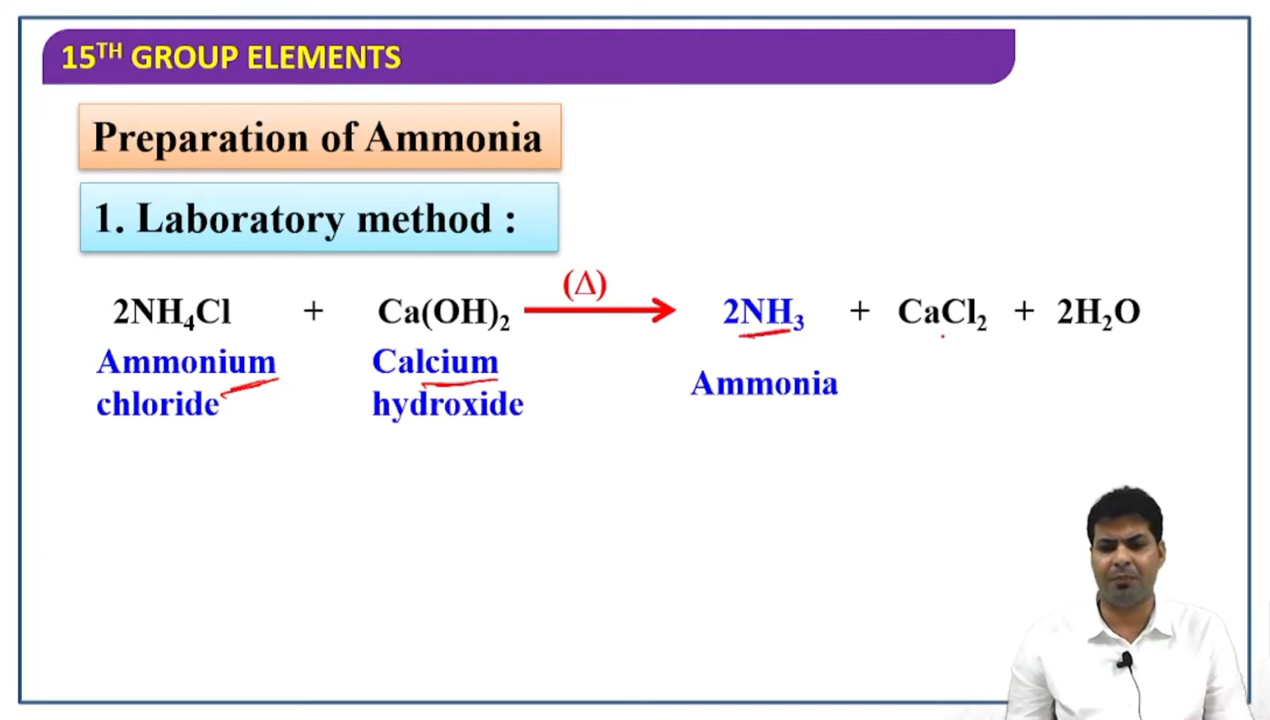 15TH GROUP ELEMENTS
Preparation of Ammonia
1. Laboratory method :
(Δ)
2NH₄Cl + Ca(OH)₂ → 2NH₃ + CaCl₂ + 2H₂O
Ammonium chloride
Calcium hydroxide
Ammonia